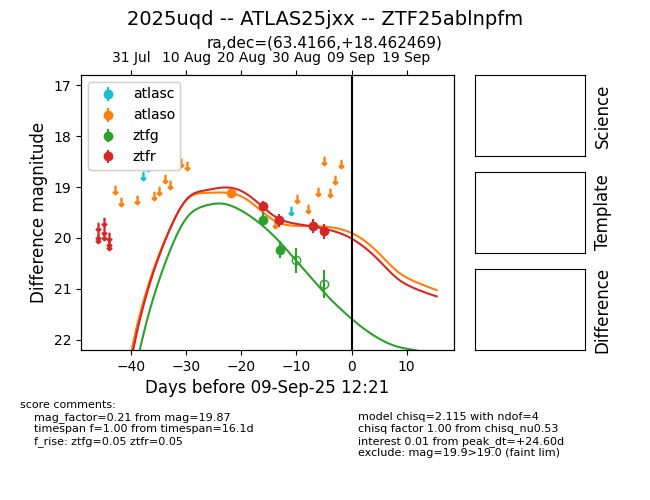 2025uqd -- ATLAS25jxx -- ZTF25ablnpfm
ra,dec=(63.4166,+18.462469)
31 Jul 10 Aug 20 Aug 30 Aug 09 Sep 19 Sep
atlasc
atlaso
ztfg
ztfr
17
18
19
20
21
22
Difference magnitude
−40 −30 −20 −10 0 10
Days before 09-Sep-25 12:21
Science
Template
Difference
score comments:
mag_factor=0.21 from mag=19.87
timespan f=1.00 from timespan=16.1d
f_rise: ztfg=0.05 ztfr=0.05
model chisq=2.115 with ndof=4
chisq factor 1.00 from chisq_nu0.53
interest 0.01 from peak_dt=+24.60d
exclude: mag=19.9>19.0 (faint lim)